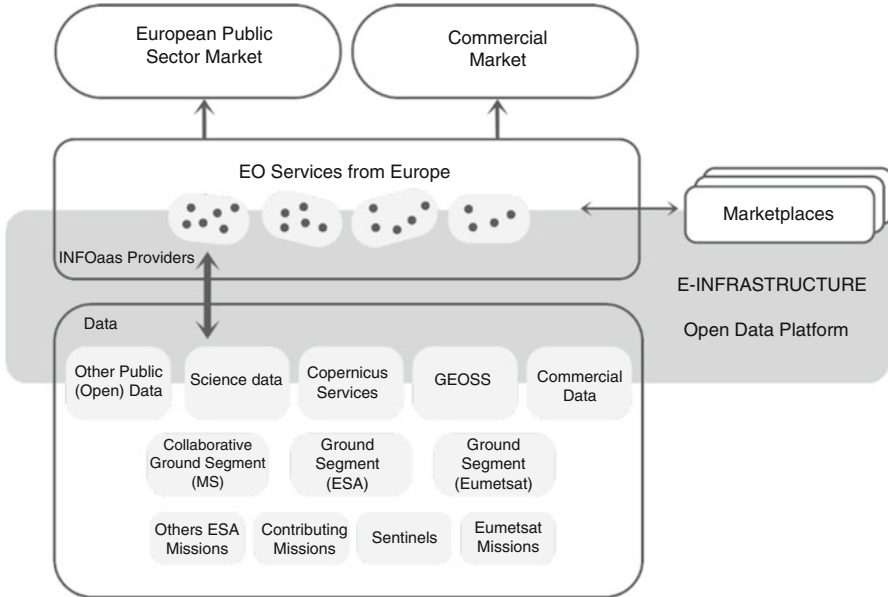 European Public
Sector Market
Commercial
Market
EO Services from Europe
INFOaas Providers
Marketplaces
E-INFRASTRUCTURE
Open Data Platform
Data
Other Public
(Open) Data
Science data
Copernicus
Services
GEOSS
Commercial
Data
Collaborative
Ground Segment
(MS)
Ground
Segment
(ESA)
Ground
Segment
(Eumetsat)
Others ESA
Missions
Contributing
Missions
Sentinels
Eumetsat
Missions